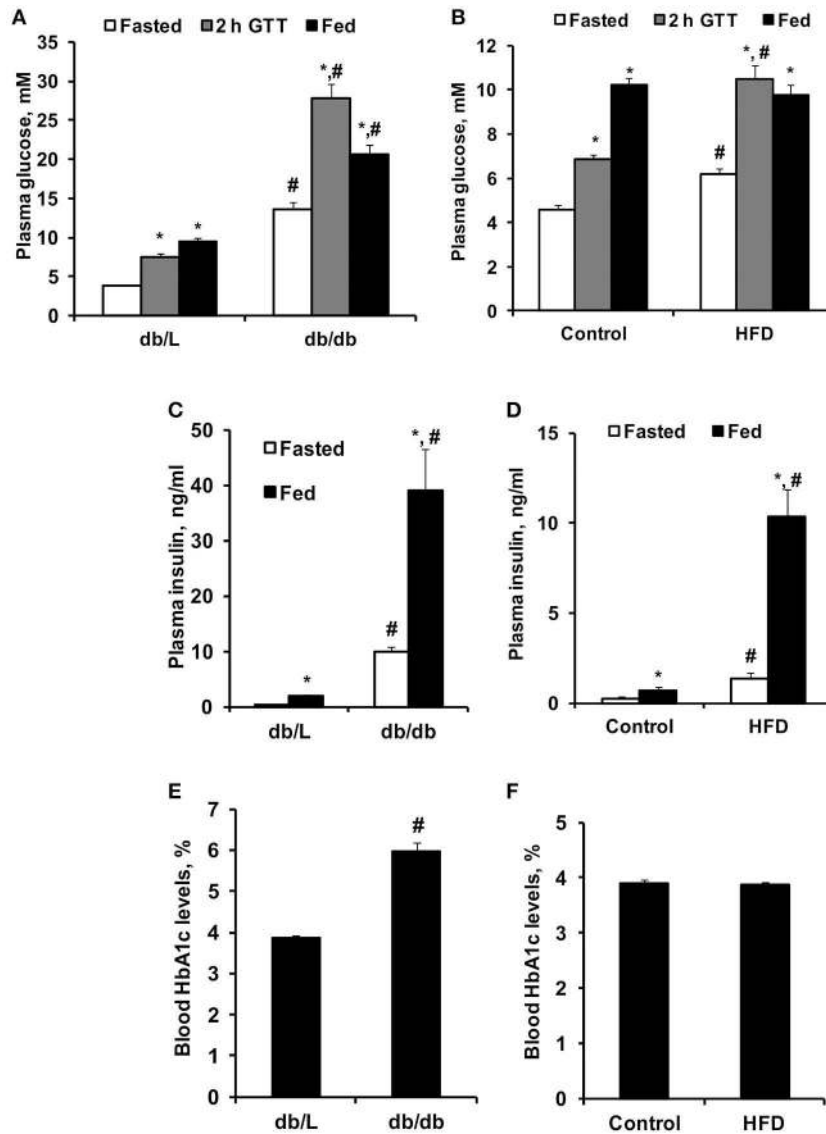 A
Fasted 2 h GTT Fed
Plasma glucose, mM
35
30
25
20
15
10
5
0
* * # *,# *,#
db/L db/db
B
Fasted 2 h GTT Fed
Plasma glucose, mM
12
10
8
6
4
2
0
* * # *, # *
Control HFD
C
Fasted
Fed
Plasma insulin, ng/ml
50
40
30
20
10
0
* # *, #
db/L db/db
D
Fasted Fed
Plasma insulin, ng/ml
15
10
5
0
* # *, #
Control HFD
E
Blood HbA1c levels, %
7
6
5
4
3
2
1
0
#
db/L db/db
F
Blood HbA1c levels, %
5
4
3
2
1
0
Control HFD